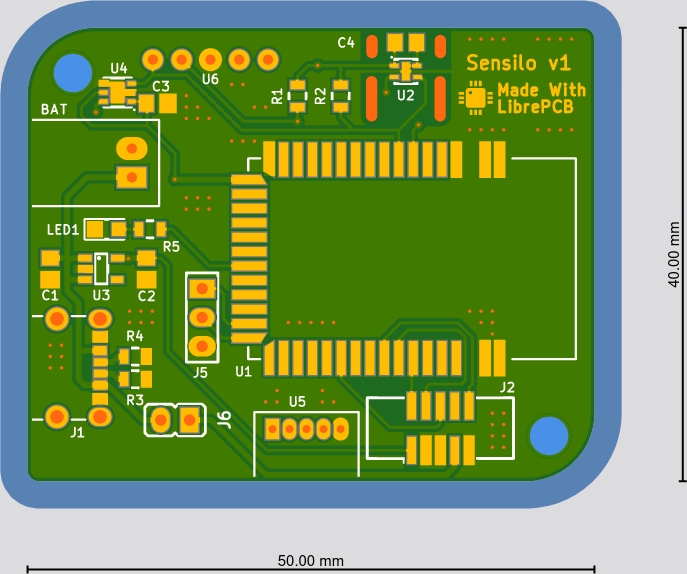 C4
Sensilo v1
U4
U6
C3
R1
R2
U2
Made With
LibrePCB
BAT
LED1
R5
C1
U3
C2
R4
J5
U1
R3
J2
U5
J6
J1
40.00 mm
50.00 mm